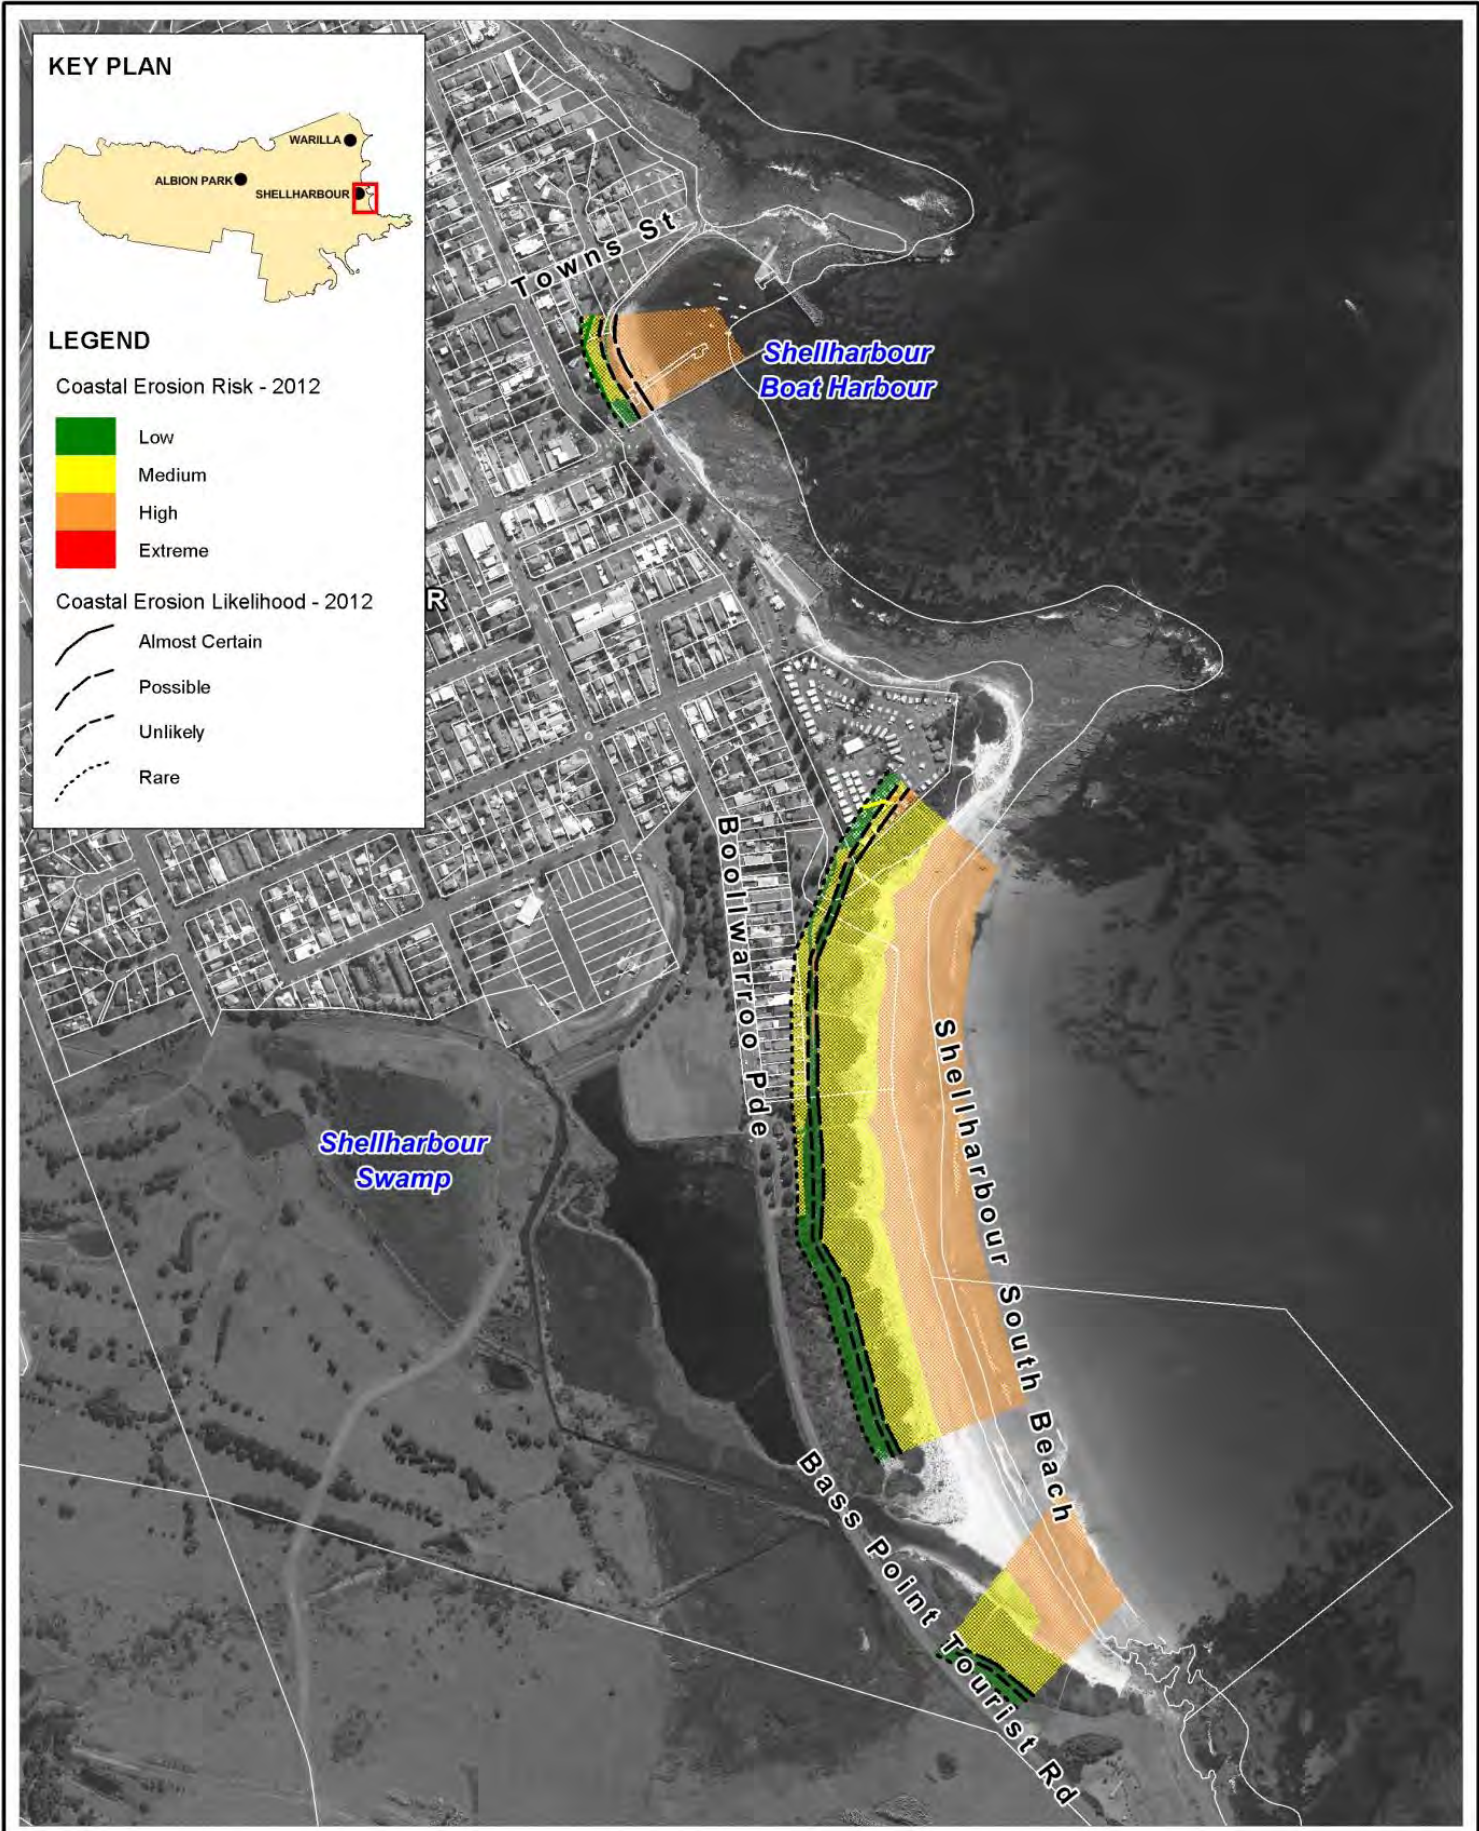 KEY PLAN
WARILLA
ALBION PARK
SHELLHARBOUR
LEGEND
Coastal Erosion Risk - 2012
Low
Medium
High
Extreme
Coastal Erosion Likelihood - 2012
Almost Certain
Possible
Unlikely
Rare
Towns St
Shellharbour
Boat Harbour
R
Boollwarroo Pde
Shellharbour South Beach
Shellharbour
Swamp
Bass Point Tourist Rd